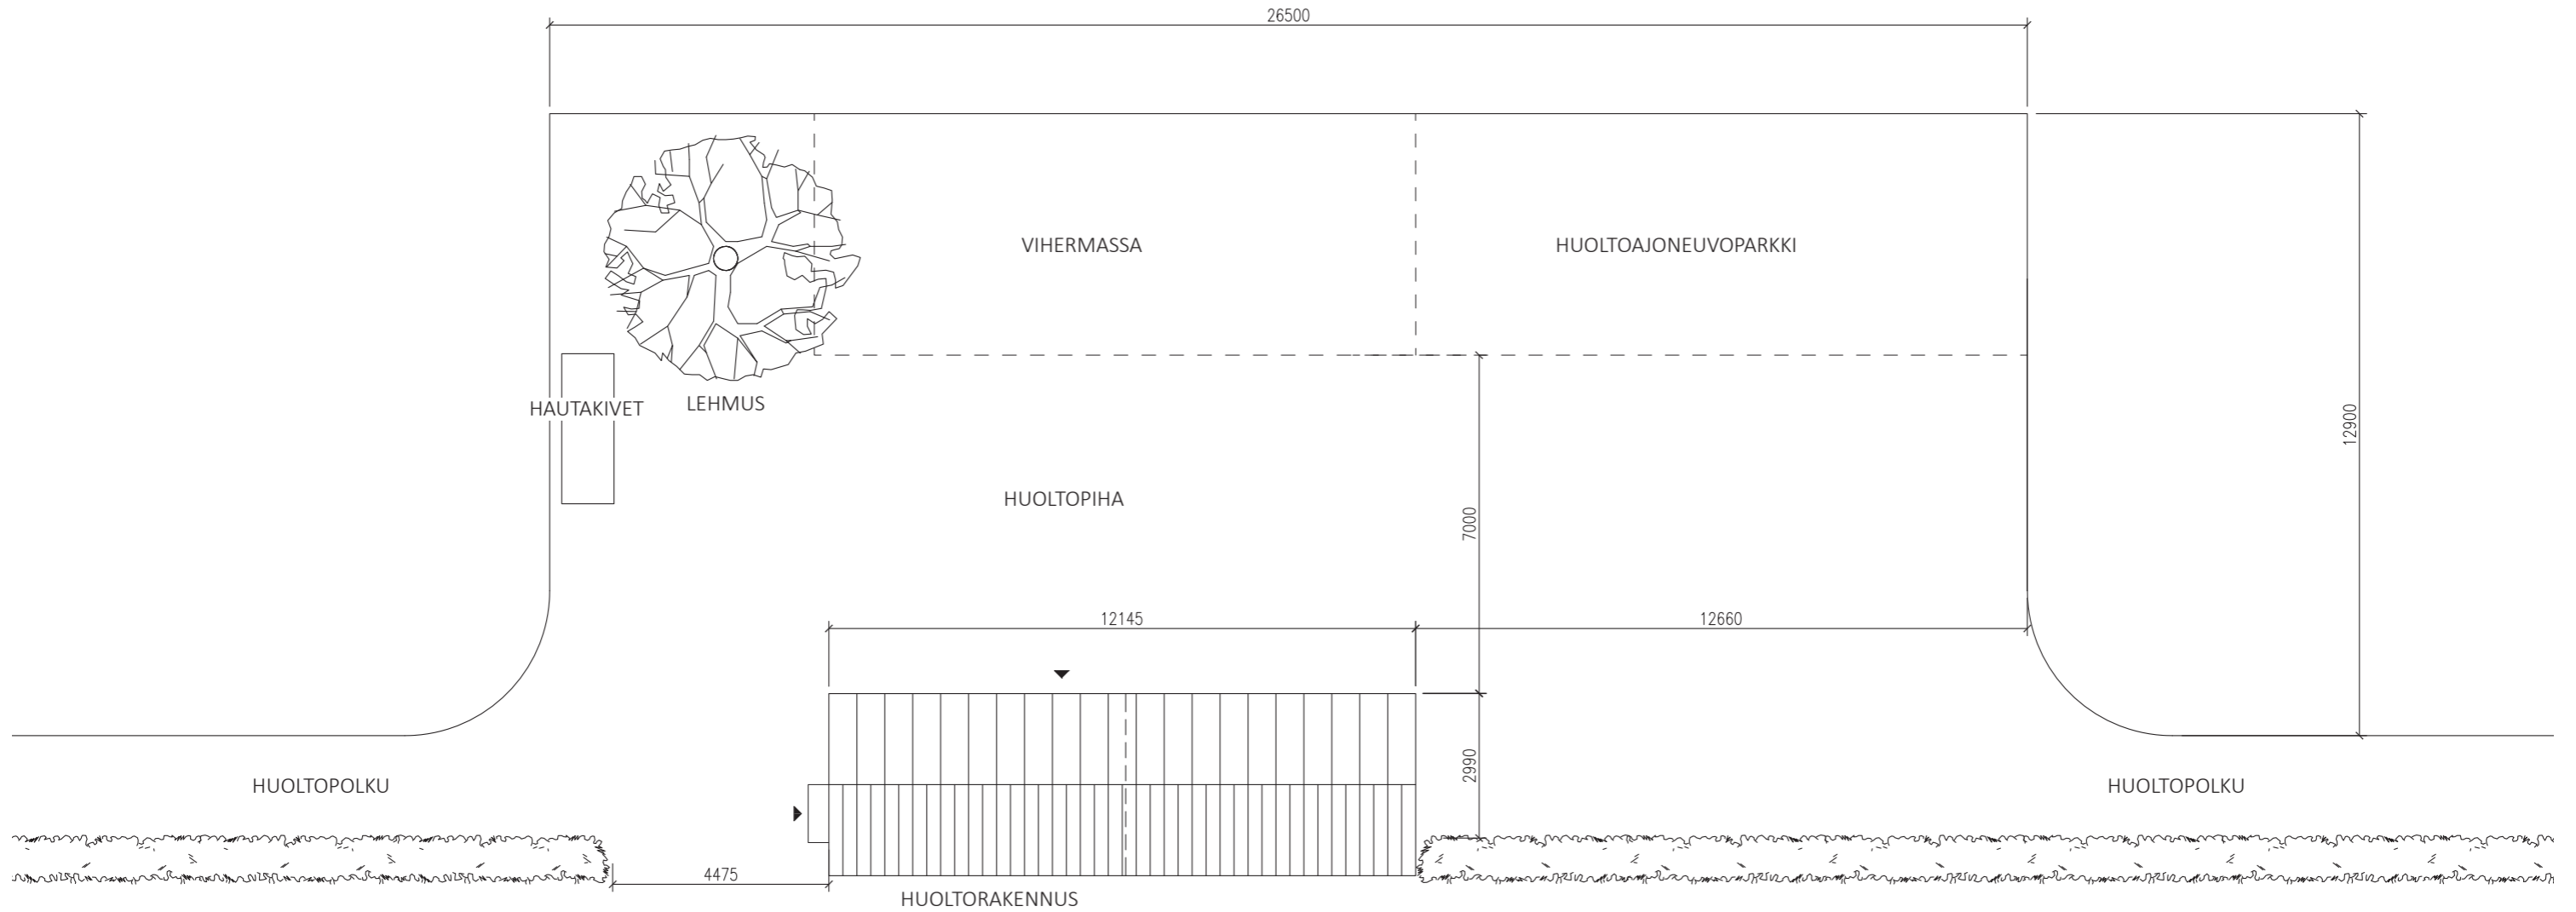 26500
VIHERMASSA
HUOLTOAJONEUVOPARKKI
HAUTAKIVET
LEHMUS
12900
HUOLTOPIHA
7000
12145
12660
2990
HUOLTOPOLKU
HUOLTOPOLKU
4475
HUOLTORAKENNUS